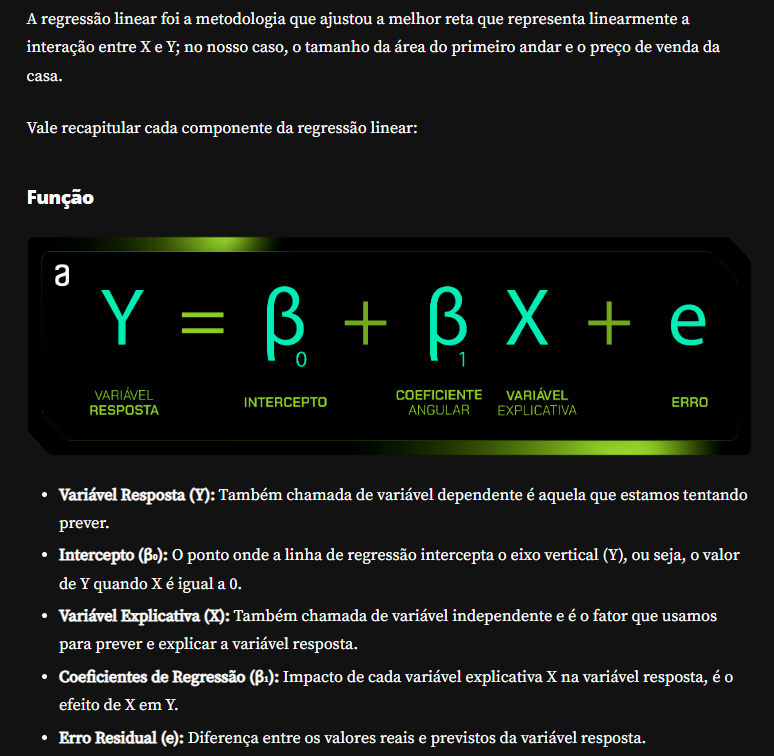 A regressão linear foi a metodologia que ajustou a melhor reta que representa linearmente a
interação entre X e Y; no nosso caso, o tamanho da área do primeiro andar e o preço de venda da
casa.
Vale recapitular cada componente da regressão linear:
Função
a
Y = β₀ + β₁ X + e
VARIÁVEL RESPOSTA INTERCEPTO COEFICIENTE ANGULAR VARIÁVEL EXPLICATIVA ERRO
• Variável Resposta (Y): Também chamada de variável dependente é aquela que estamos tentando
prever.
• Intercepto (β₀): O ponto onde a linha de regressão intercepta o eixo vertical (Y), ou seja, o valor
de Y quando X é igual a 0.
• Variável Explicativa (X): Também chamada de variável independente e é o fator que usamos
para prever e explicar a variável resposta.
• Coeficientes de Regressão (β₁): Impacto de cada variável explicativa X na variável resposta, é o
efeito de X em Y.
• Erro Residual (e): Diferença entre os valores reais e previstos da variável resposta.